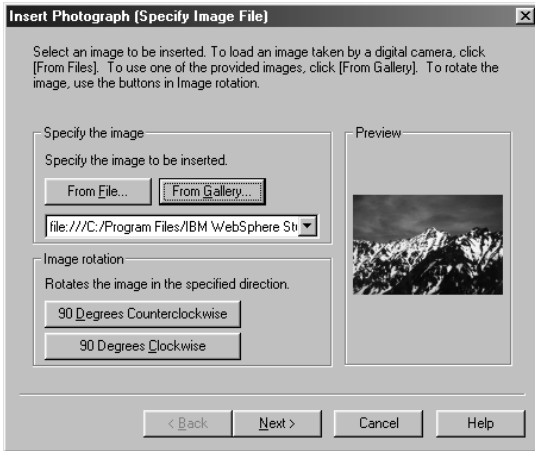 Insert Photograph (Specify Image File)
Select an image to be inserted. To load an image taken by a digital camera, click
[From Files]. To use one of the provided images, click [From Gallery]. To rotate the
image, use the buttons in Image rotation.
Specify the image
Specify the image to be inserted.
From File...
From Gallery...
file:///C:/Program Files/IBM WebSphere Stu
Image rotation
Rotates the image in the specified direction.
90 Degrees Counterclockwise
90 Degrees Clockwise
Preview
< Back
Next >
Cancel
Help